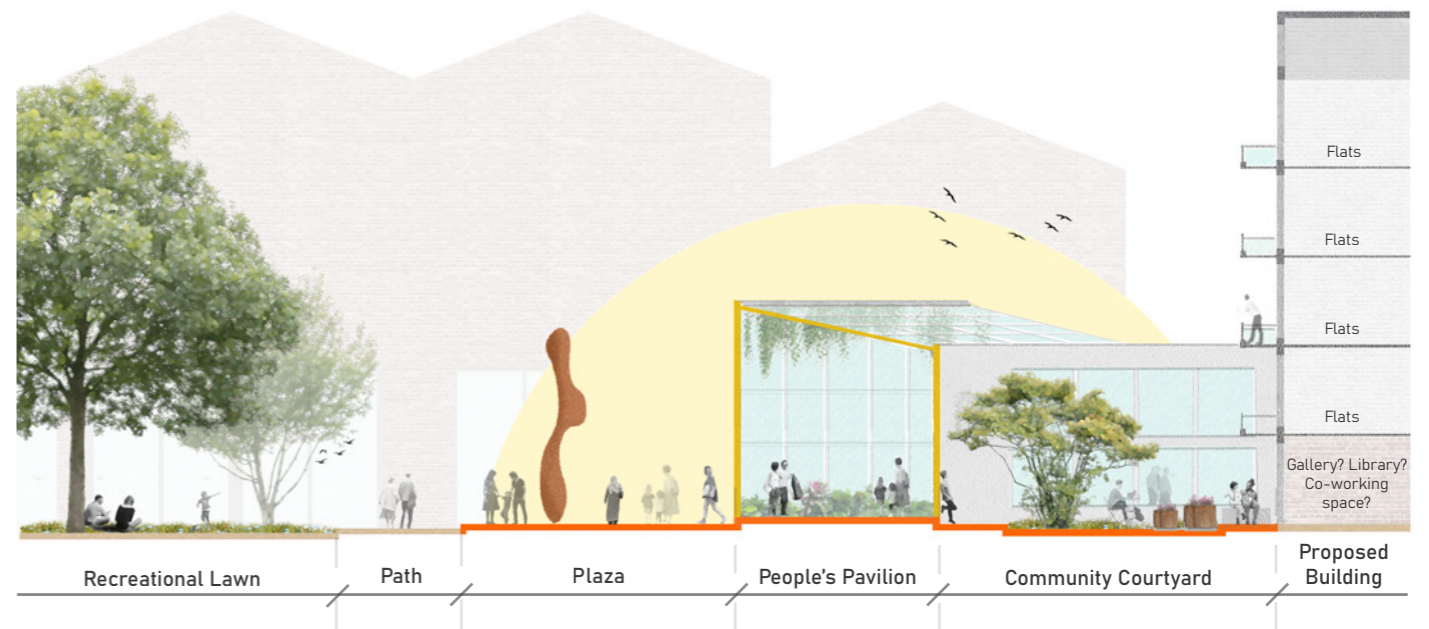 Flats
Flats
Flats
Flats
Gallery? Library?
Co-working
space?
Recreational Lawn
Path
Plaza
People's Pavilion
Community Courtyard
Proposed
Building